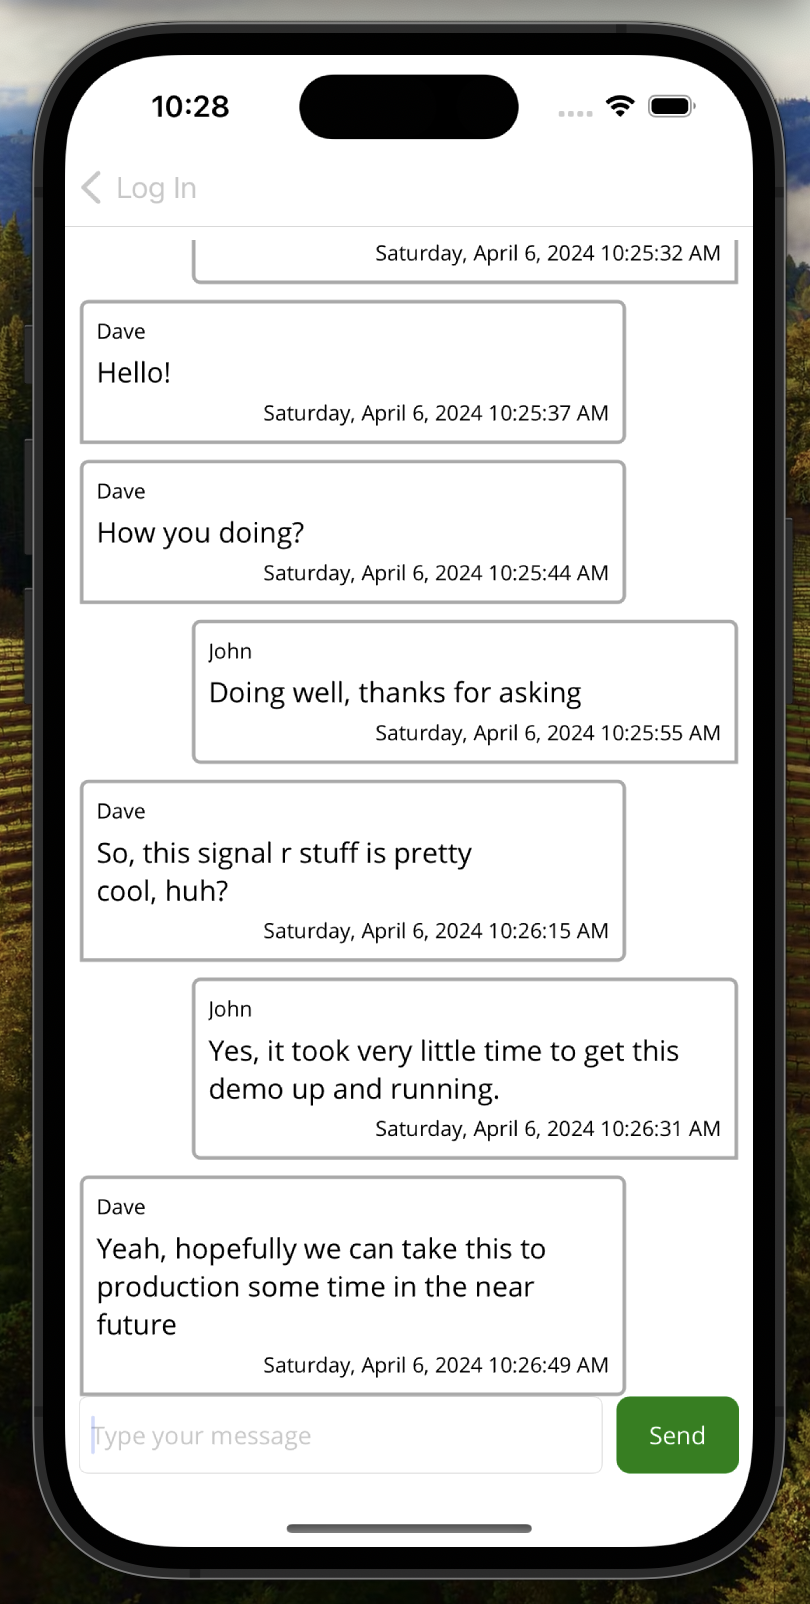 10:28
Log In
Saturday, April 6, 2024 10:25:32 AM
Dave
Hello!
Saturday, April 6, 2024 10:25:37 AM
Dave
How you doing?
Saturday, April 6, 2024 10:25:44 AM
John
Doing well, thanks for asking
Saturday, April 6, 2024 10:25:55 AM
Dave
So, this signal r stuff is pretty
cool, huh?
Saturday, April 6, 2024 10:26:15 AM
John
Yes, it took very little time to get this
demo up and running.
Saturday, April 6, 2024 10:26:31 AM
Dave
Yeah, hopefully we can take this to
production some time in the near
future
Saturday, April 6, 2024 10:26:49 AM
Type your message
Send